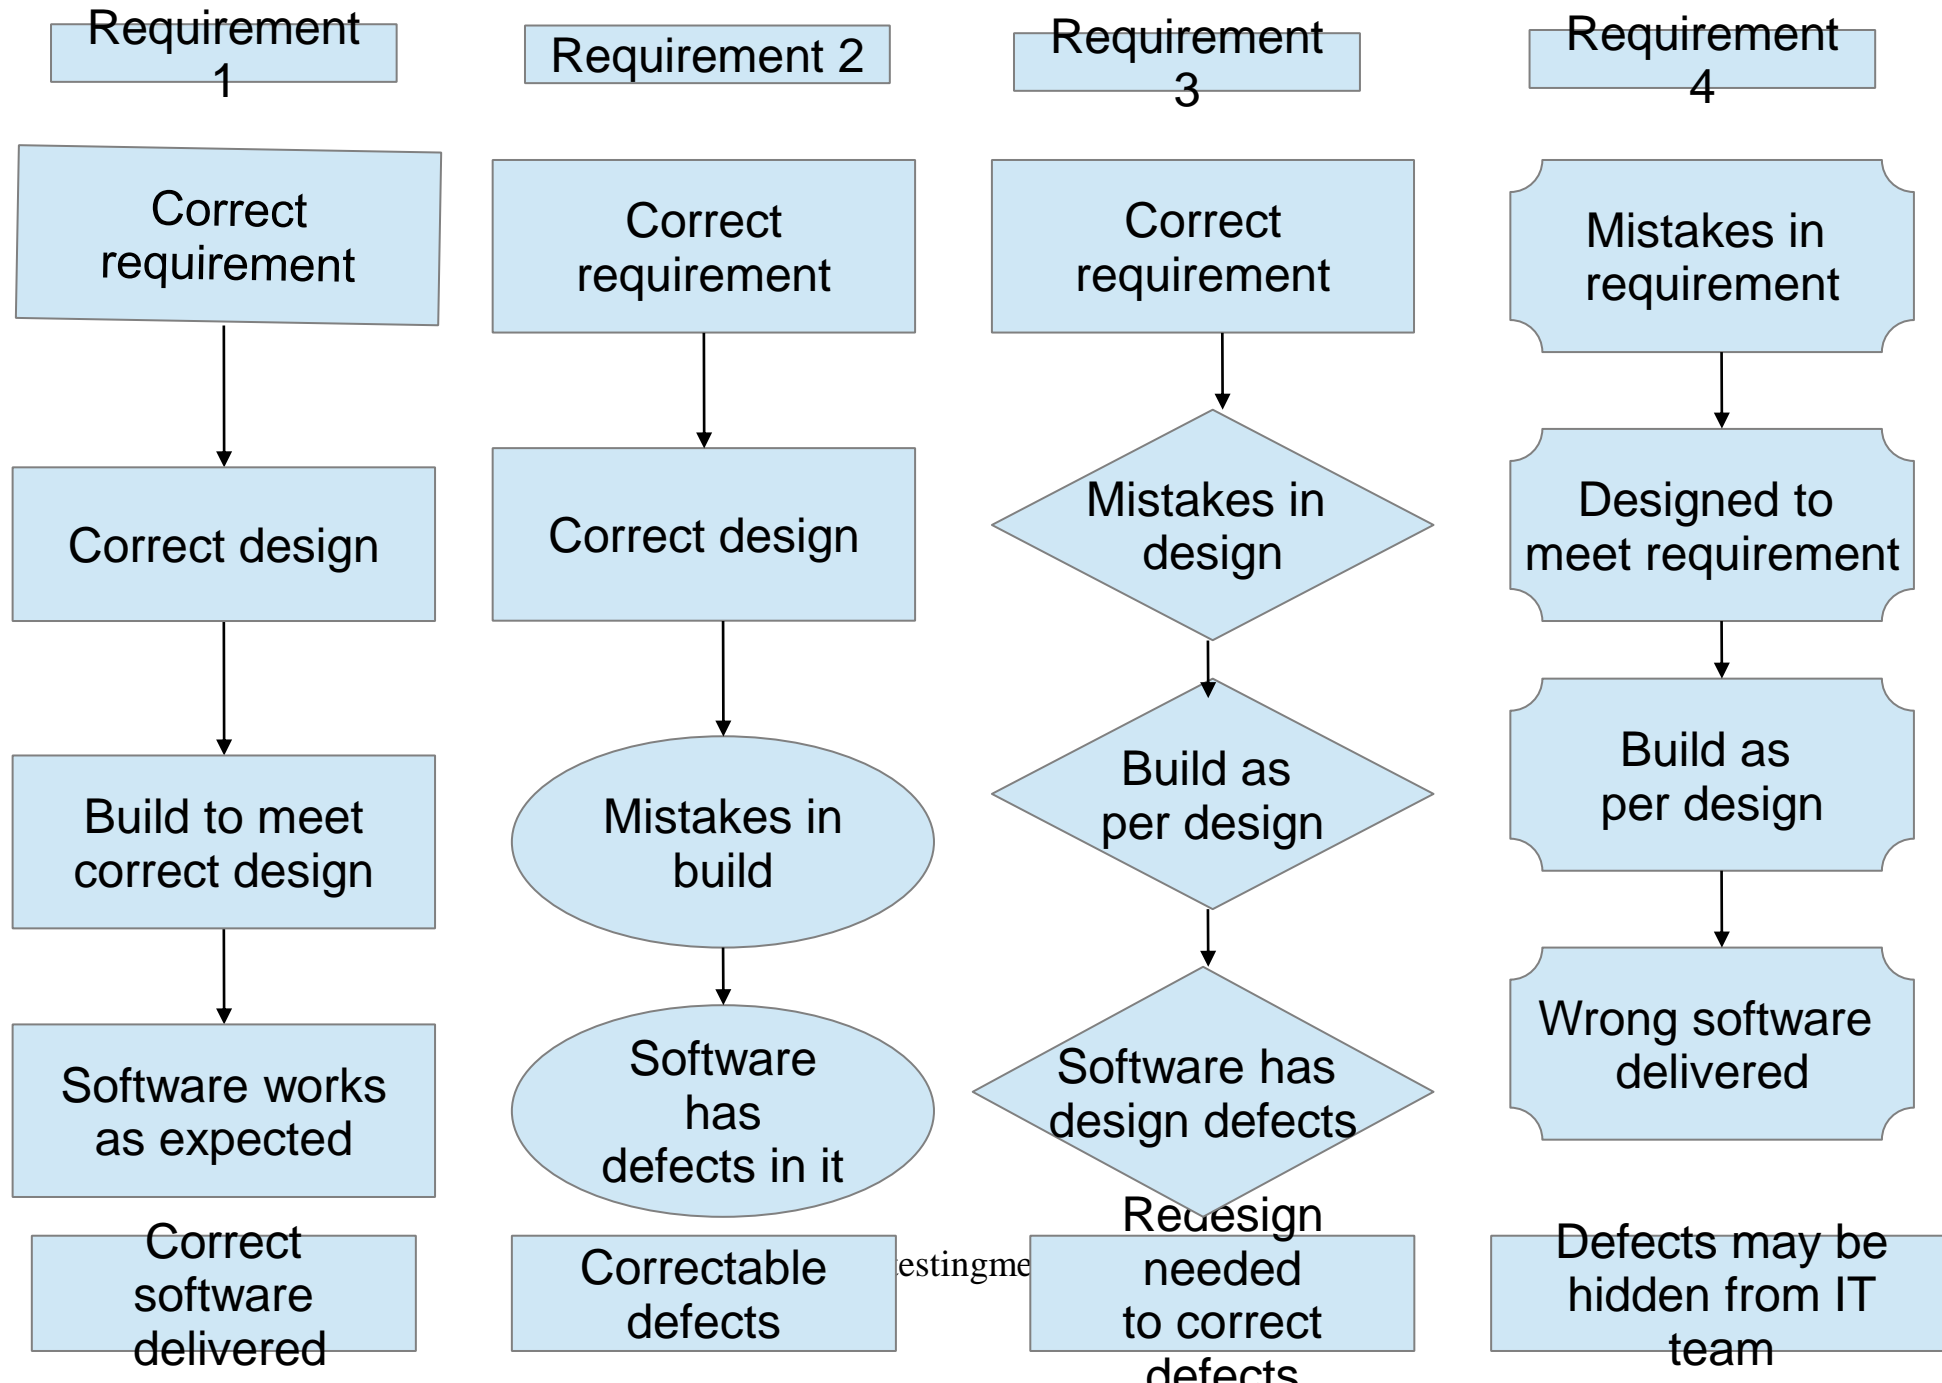 Requirement
1
Correct
requirement
Correct design
Build to meet
correct design
Software works
as expected
Correct
software
delivered
Requirement 2
Correct
requirement
Correct design
Mistakes in
build
Software
has
defects in it
Correctable
defects
Requirement
3
Correct
requirement
Mistakes in
design
Build as
per design
Software has
design defects
Redesign
needed
to correct
defects
Requirement
4
Mistakes in
requirement
Designed to
meet requirement
Build as
per design
Wrong software
delivered
Defects may be
hidden from IT
team